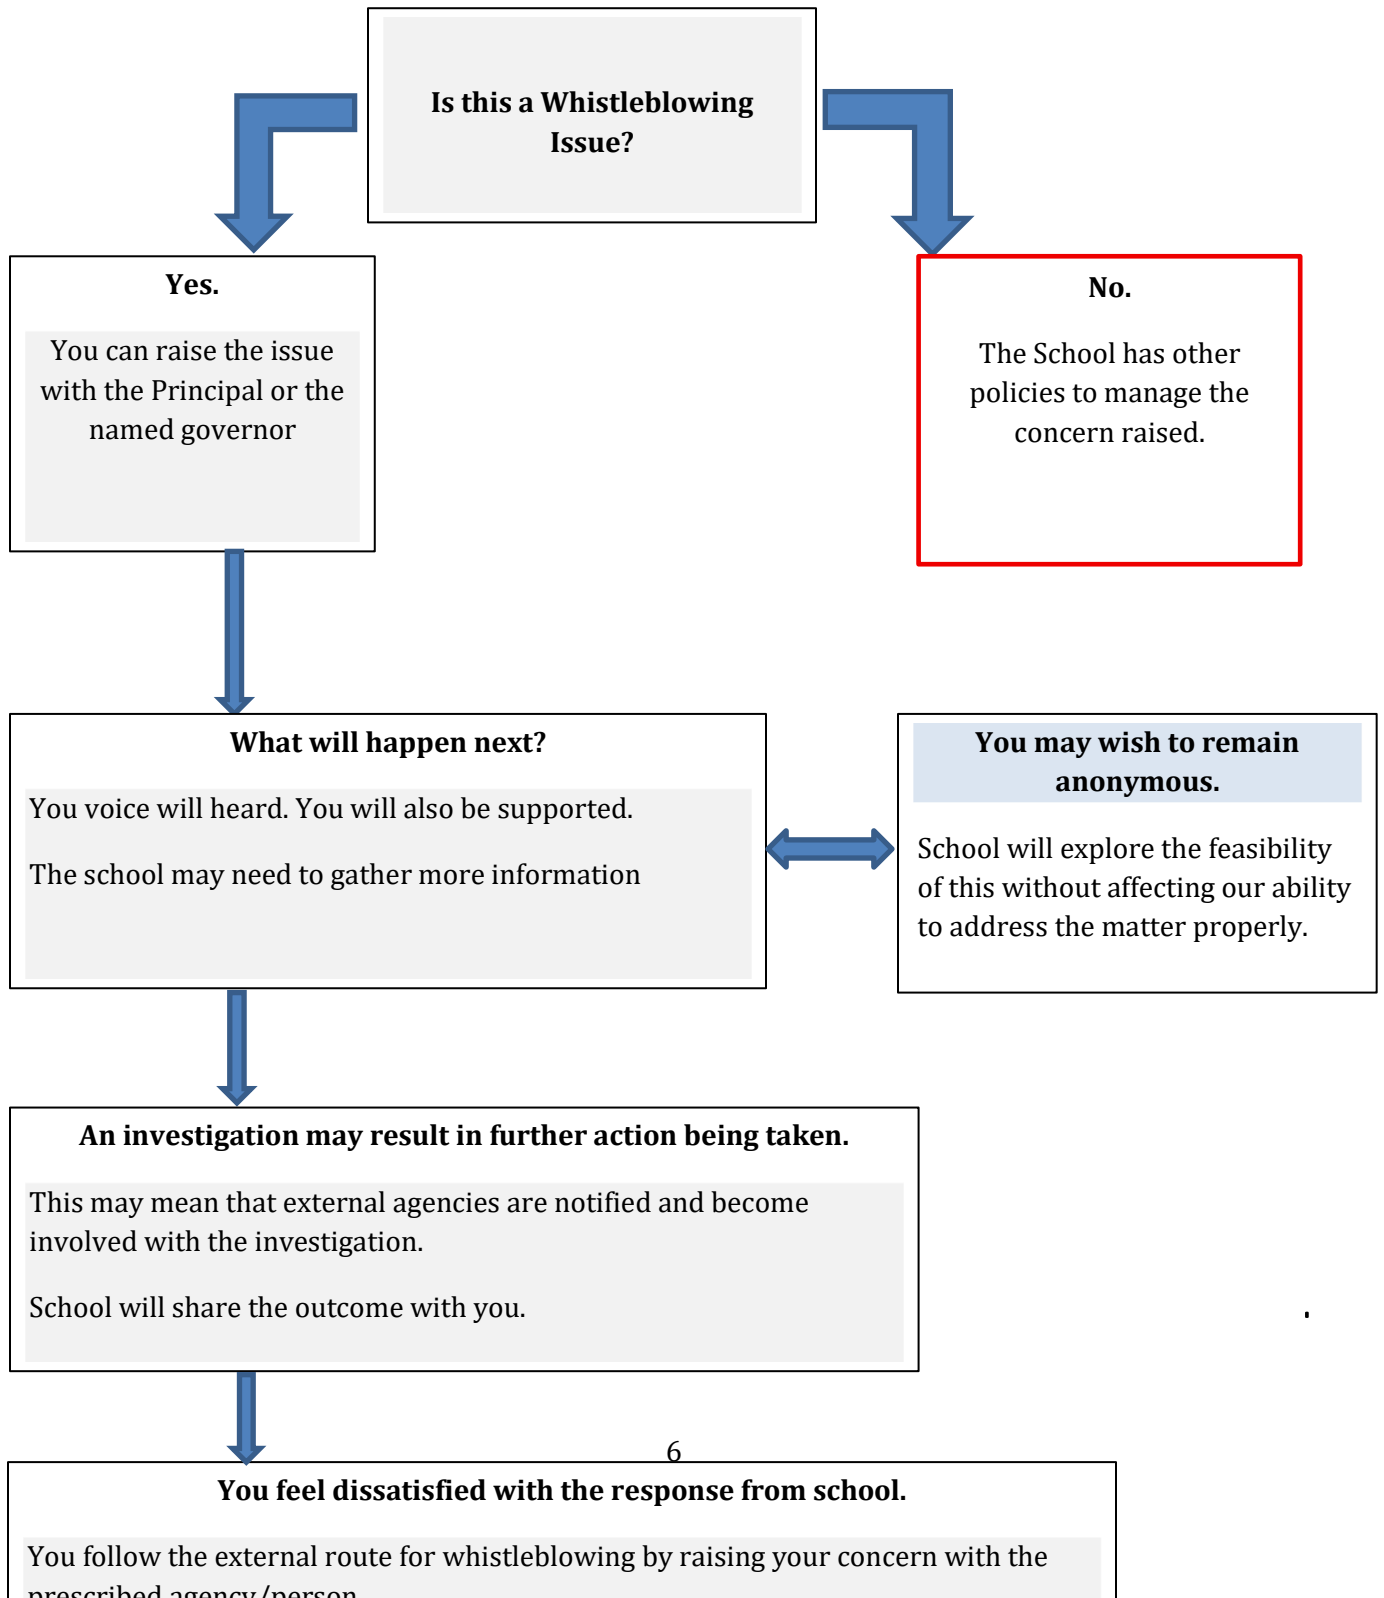 Is this a Whistleblowing
Issue?
Yes.
You can raise the issue
with the Principal or the
named governor
No.
The School has other
policies to manage the
concern raised.
What will happen next?
You voice will heard. You will also be supported.
The school may need to gather more information
You may wish to remain
anonymous.
School will explore the feasibility
of this without affecting our ability
to address the matter properly.
An investigation may result in further action being taken.
This may mean that external agencies are notified and become
involved with the investigation.
School will share the outcome with you.
.
6
You feel dissatisfied with the response from school.
You follow the external route for whistleblowing by raising your concern with the
prescribed agency/person